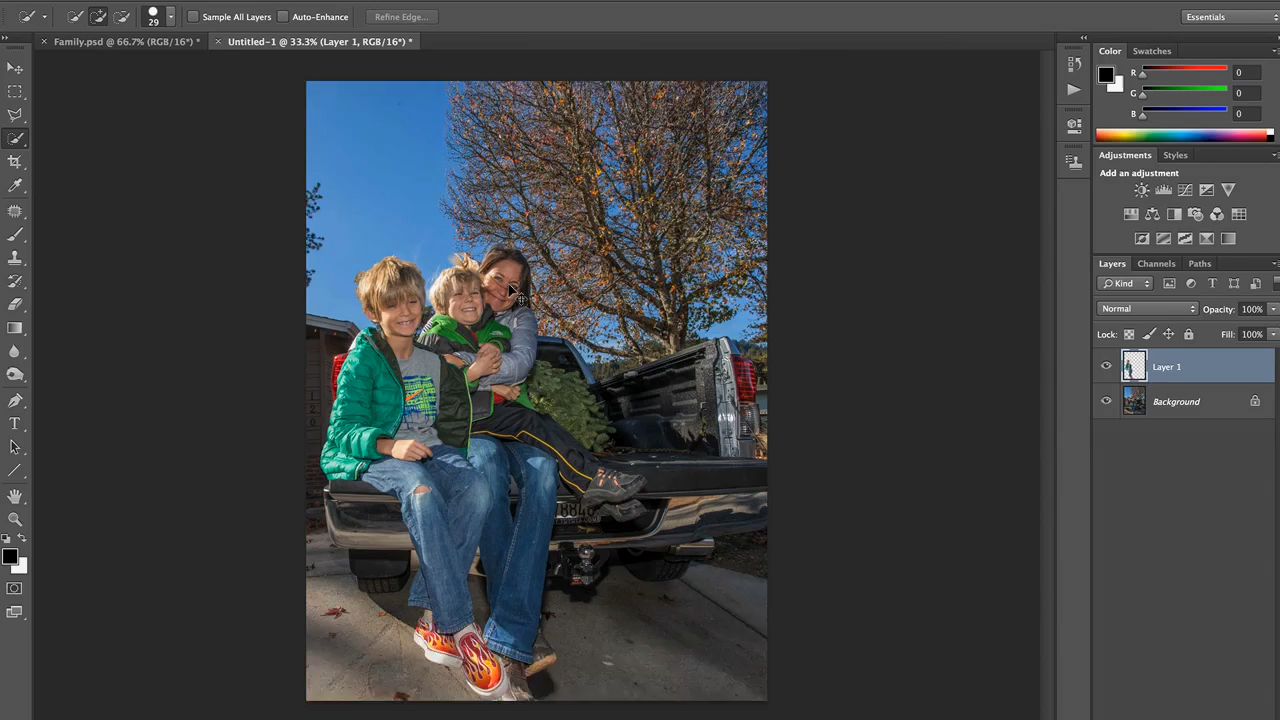 29
Sample All Layers
Auto-Enhance
Refine Edge...
Essentials
Family.psd @ 66.7% (RGB/16*) *
Untitled-1 @ 33.3% (Layer 1, RGB/16*) *
Color
Swatches
R
0
G
0
B
0
Adjustments
Styles
Add an adjustment
Layers
Channels
Paths
Kind
Normal
Opacity: 100%
Lock:
Fill: 100%
Layer 1
Background